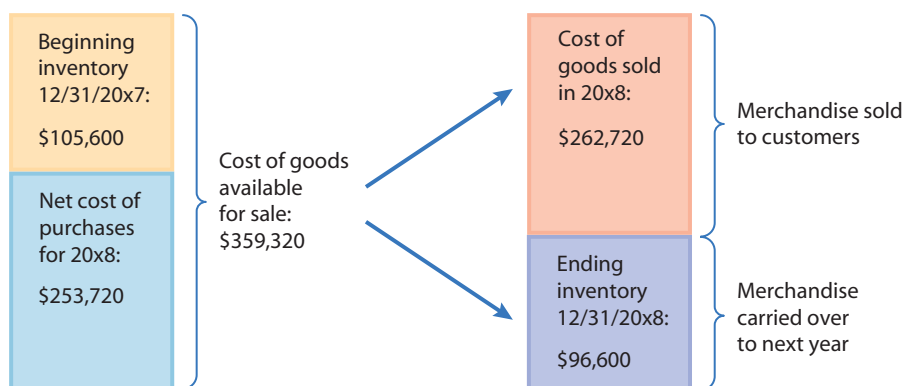 Beginning
inventory
12/31/20x7:
$105,600
Net cost of
purchases
for 20x8:
$253,720
Cost of goods
available
for sale:
$359,320
Cost of
goods sold
in 20x8:
$262,720
Merchandise sold
to customers
Ending
inventory
12/31/20x8:
$96,600
Merchandise
carried over
to next year